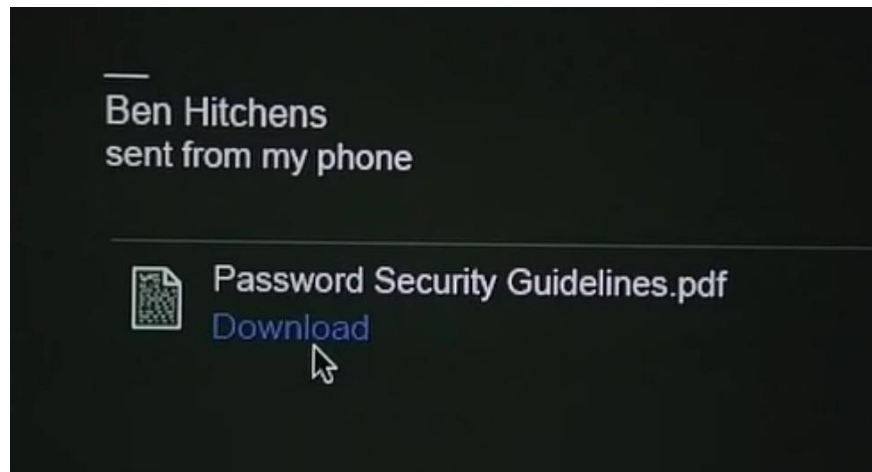 Ben Hitchens
sent from my phone
Password Security Guidelines.pdf
Download